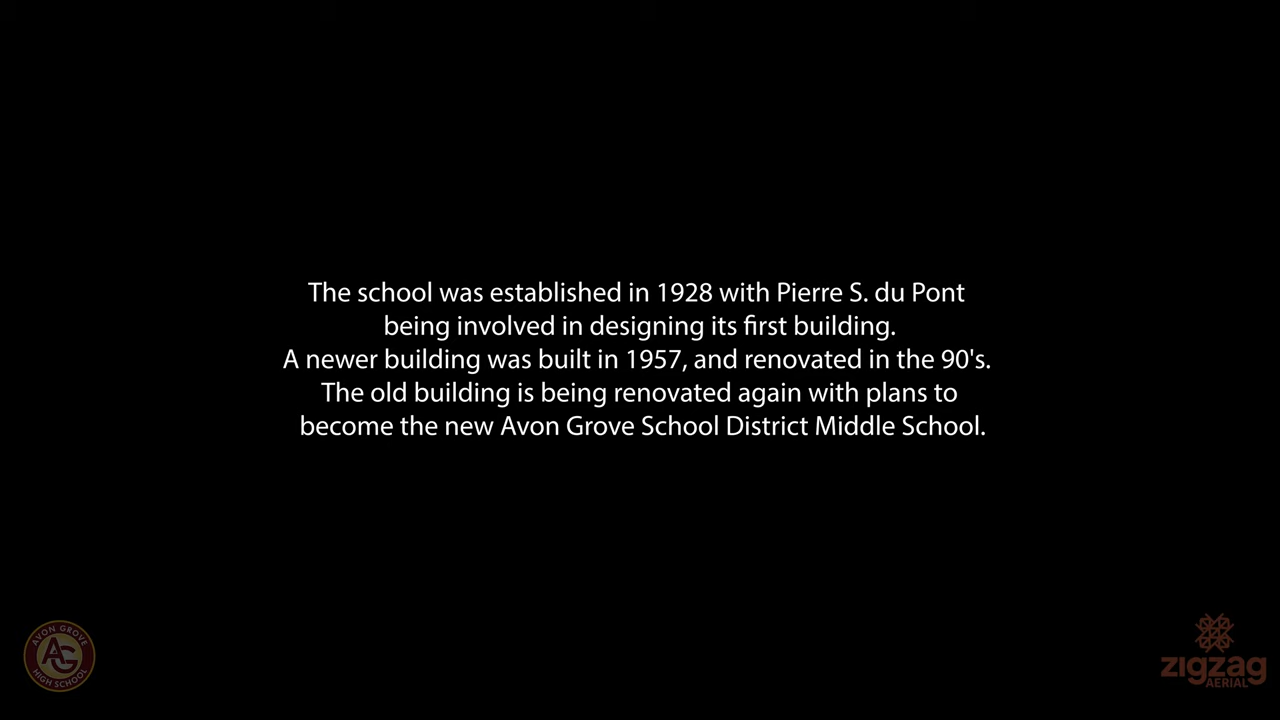 The school was established in 1928 with Pierre S. du Pont
being involved in designing its first building.
A newer building was built in 1957, and renovated in the 90's.
The old building is being renovated again with plans to
become the new Avon Grove School District Middle School.
AVON GROVE
AG
HIGH SCHOOL
zigzag
AERIAL